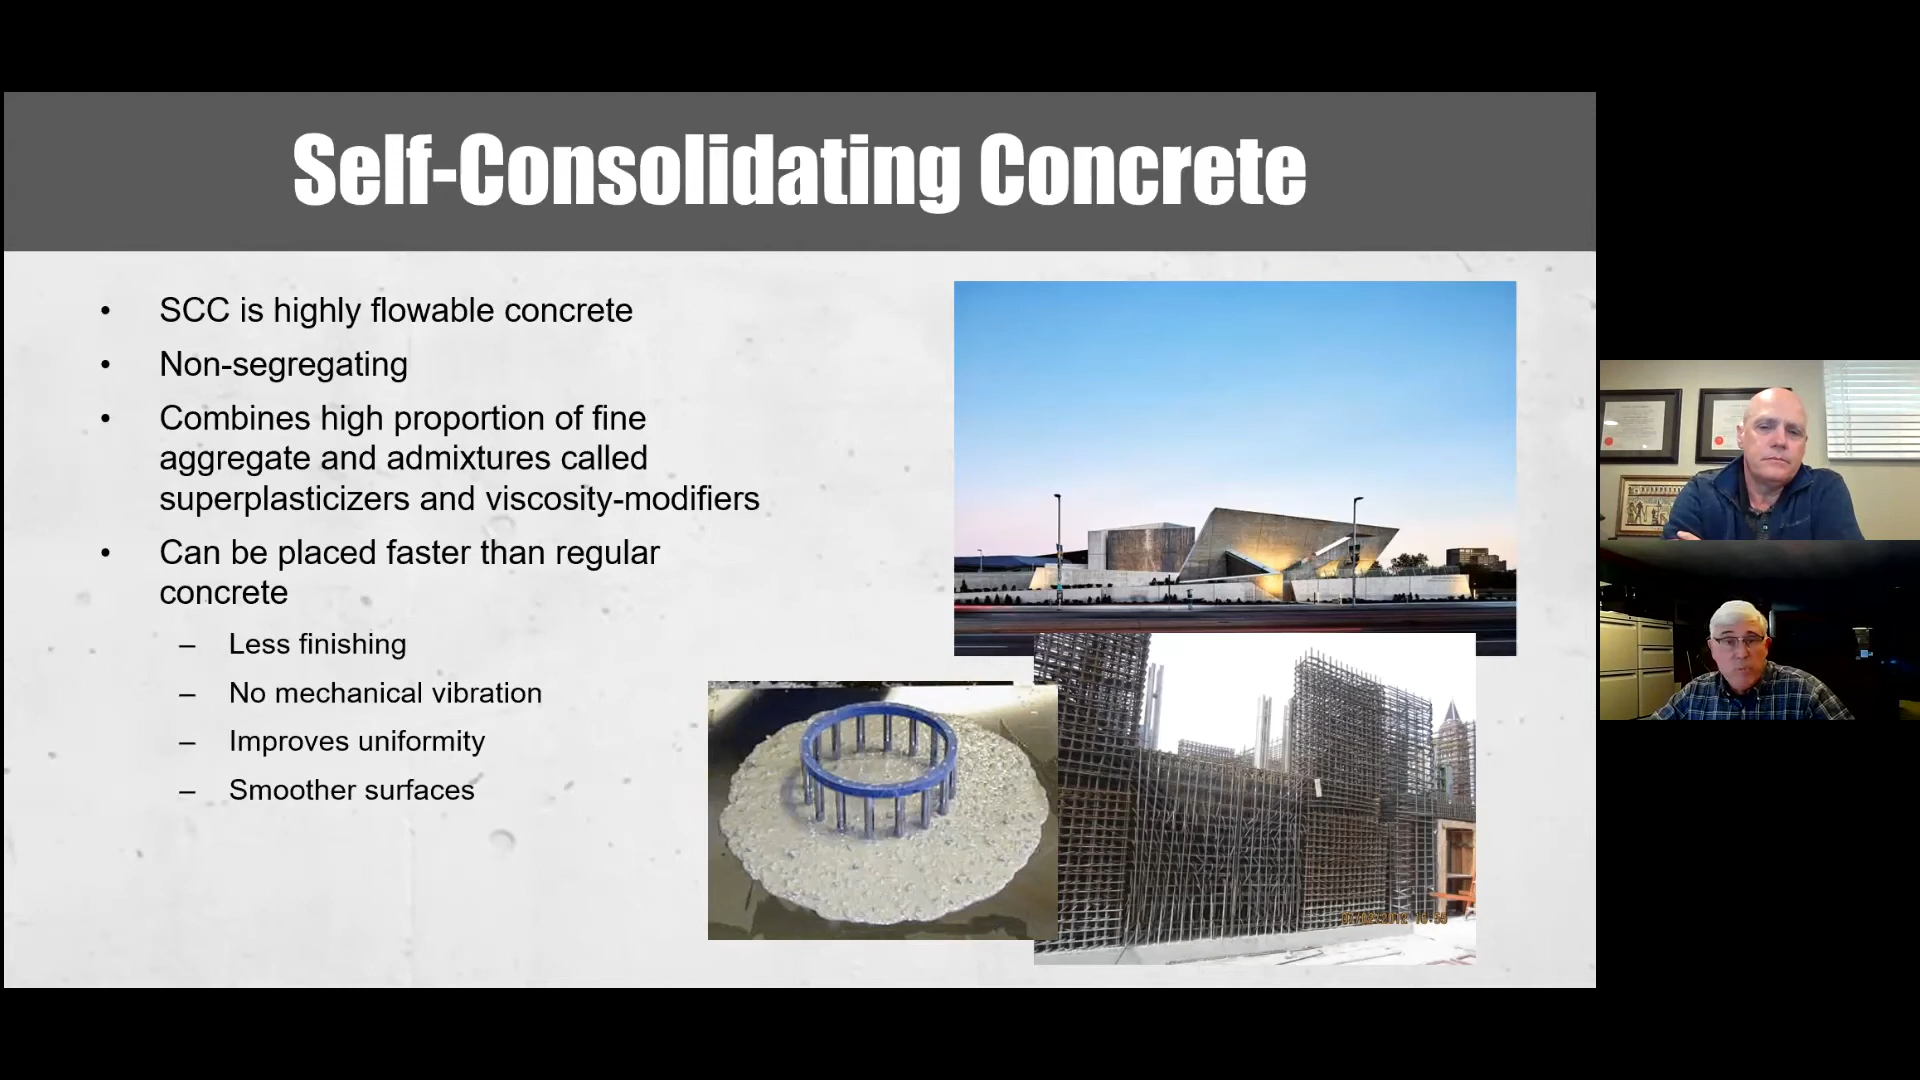 Self-Consolidating Concrete
• SCC is highly flowable concrete
• Non-segregating
• Combines high proportion of fine
aggregate and admixtures called
superplasticizers and viscosity-modifiers
• Can be placed faster than regular
concrete
– Less finishing
– No mechanical vibration
– Improves uniformity
– Smoother surfaces